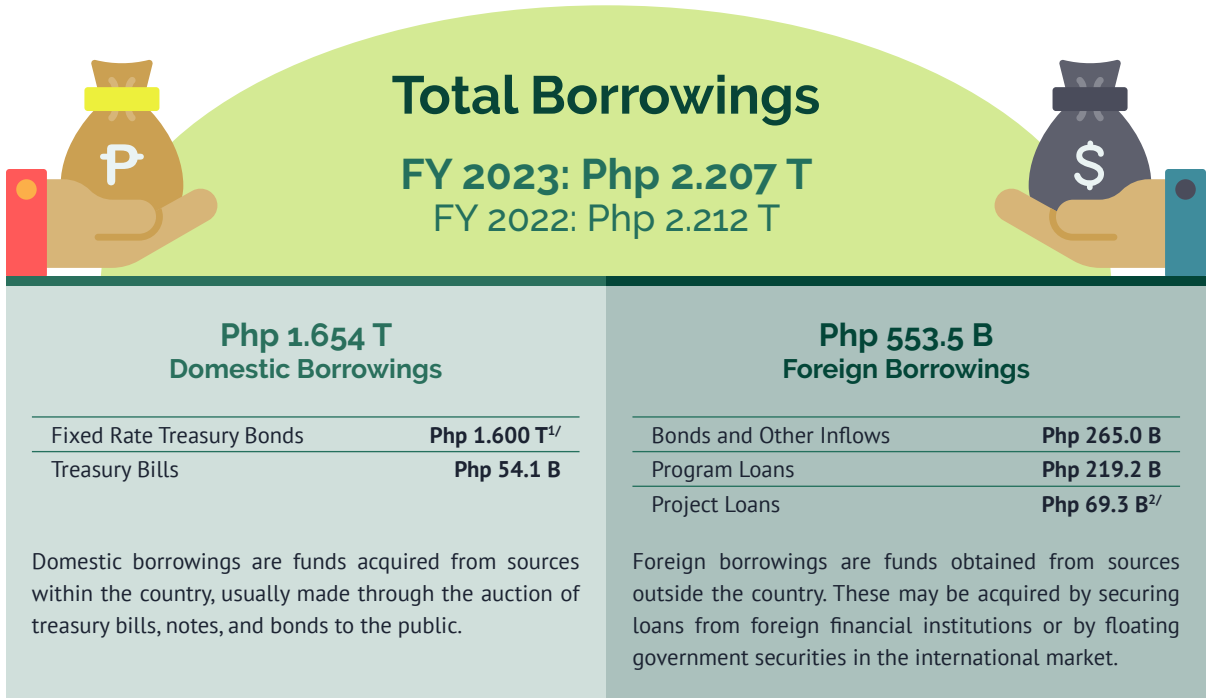 Total Borrowings
FY 2023: Php 2.207 T
FY 2022: Php 2.212 T
₱
$
Php 1.654 T
Domestic Borrowings
Fixed Rate Treasury Bonds Php 1.600 T1/
Treasury Bills Php 54.1 B
Domestic borrowings are funds acquired from sources
within the country, usually made through the auction of
treasury bills, notes, and bonds to the public.
Php 553.5 B
Foreign Borrowings
Bonds and Other Inflows Php 265.0 B
Program Loans Php 219.2 B
Project Loans Php 69.3 B2/
Foreign borrowings are funds obtained from sources
outside the country. These may be acquired by securing
loans from foreign financial institutions or by floating
government securities in the international market.